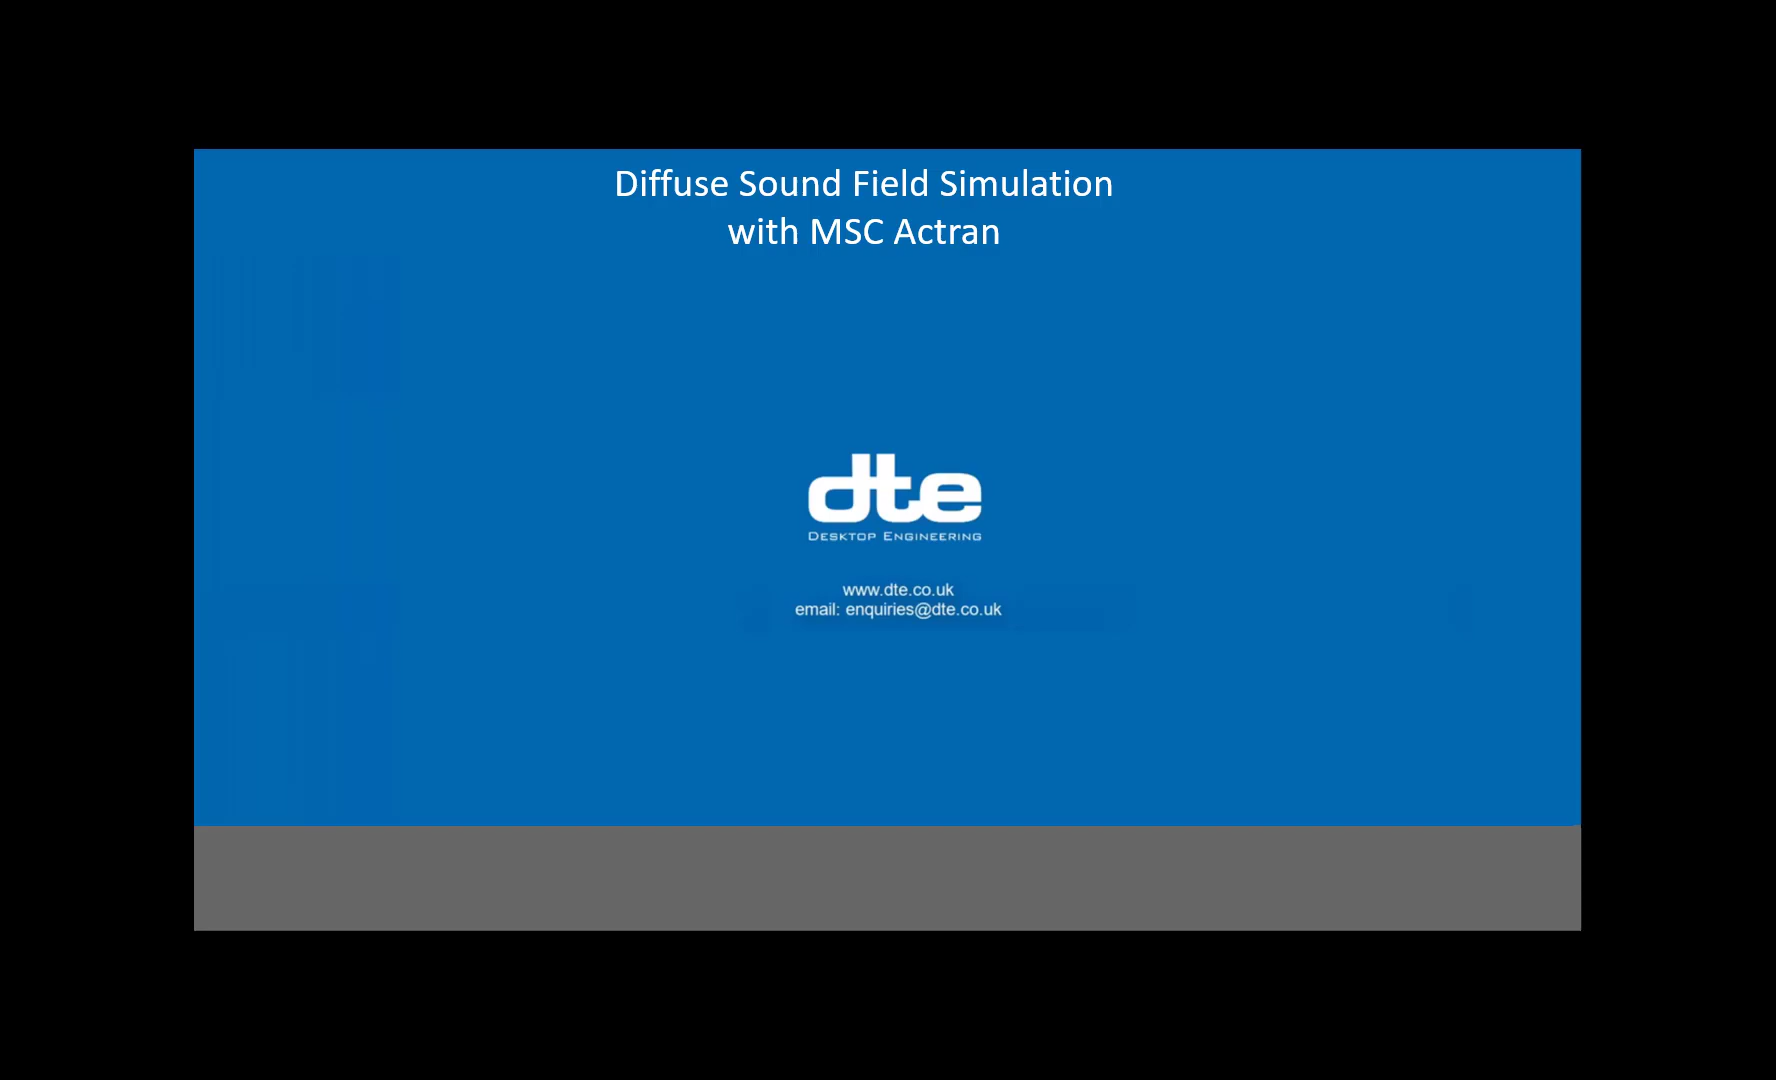 Diffuse Sound Field Simulation
with MSC Actran
dte
DESKTOP ENGINEERING
www.dte.co.uk
email: enquiries@dte.co.uk